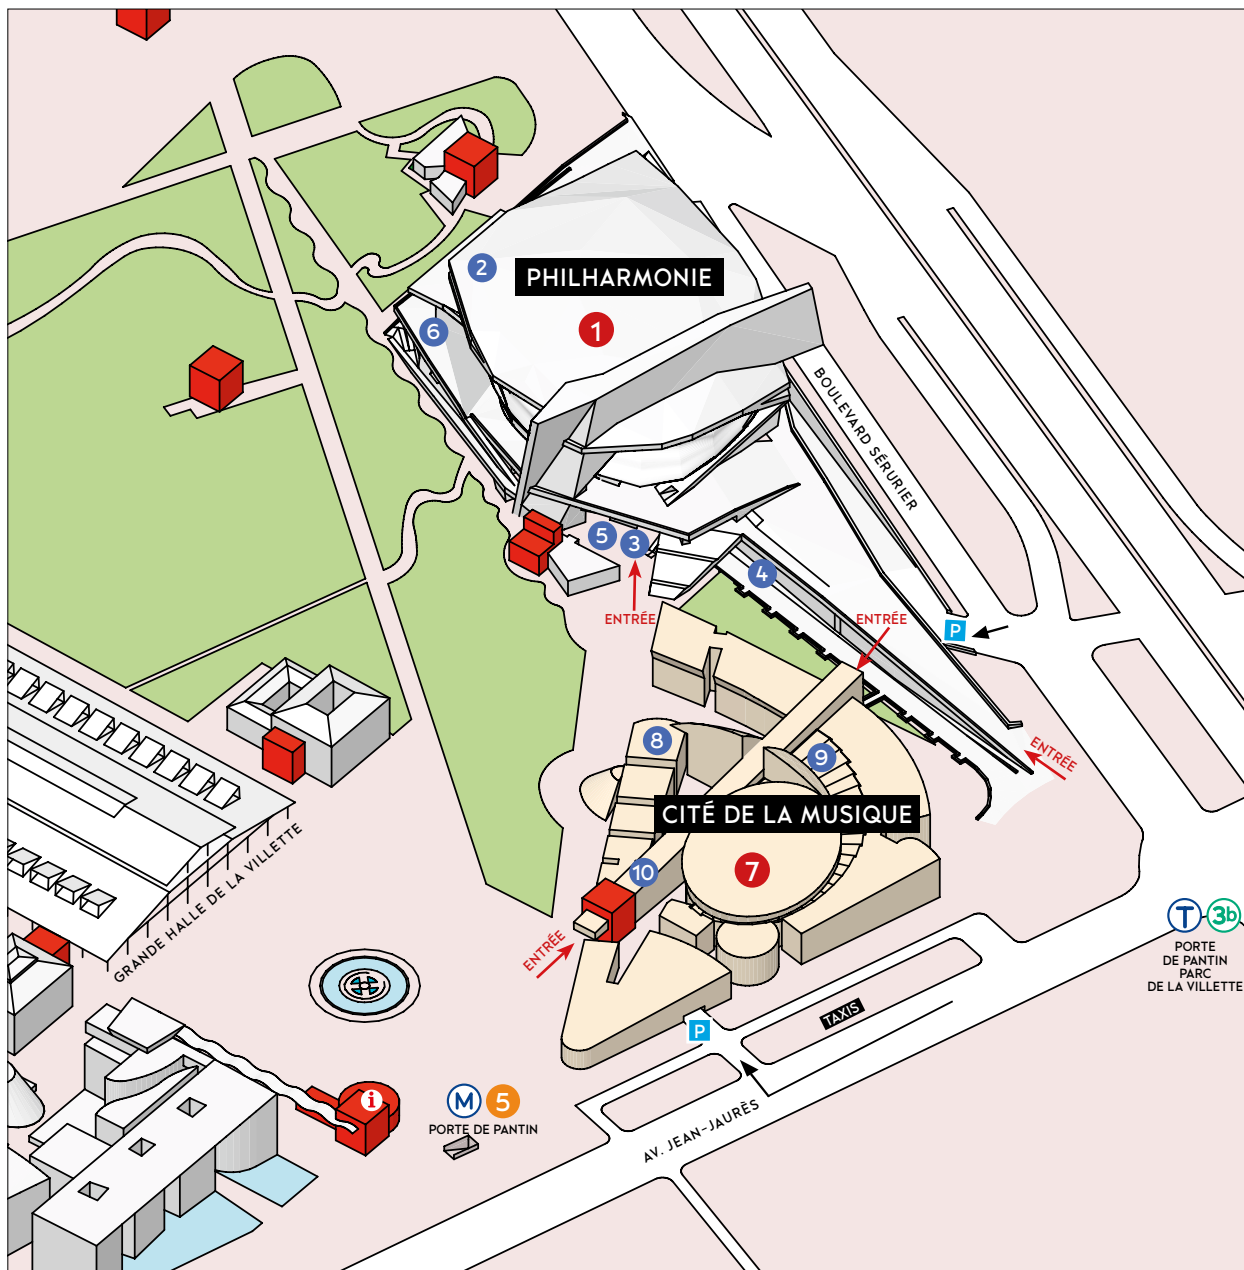 2
PHILHARMONIE
1
6
BOULEVARD SÉRURIER
5
3
4
ENTRÉE
ENTRÉE
P
8
9
ENTRÉE
CITÉ DE LA MUSIQUE
7
10
GRANDE HALLE DE LA VILLETTE
ENTRÉE
T 3b
PORTE
DE PANTIN
PARC
DE LA VILLETTE
P
TAXIS
i
M 5
PORTE DE PANTIN
AV. JEAN-JAURÈS